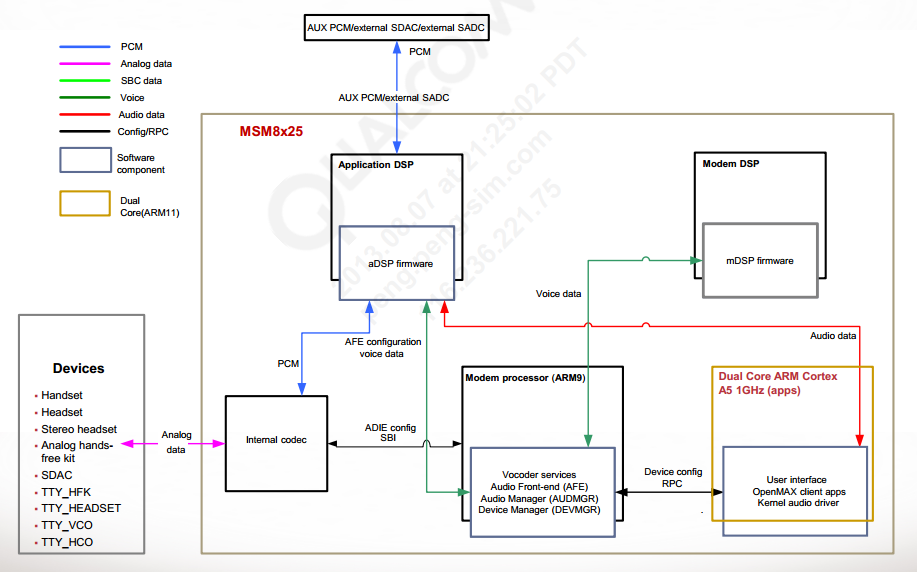 AUX PCM/external SDAC/external SADC
PCM
AUX PCM/external SADC
PCM
Analog data
SBC data
Voice
Audio data
Config/RPC
Software
component
Dual
Core(ARM11)
MSM8x25
Application DSP
aDSP firmware
Modem DSP
mDSP firmware
Voice data
AFE configuration
voice data
PCM
Audio data
Devices
Handset
Headset
Stereo headset
Analog hands-
free kit
SDAC
TTY_HFK
TTY_HEADSET
TTY_VCO
TTY_HCO
Analog
data
Internal codec
ADIE config
SBI
Modem processor (ARM9)
Vocoder services
Audio Front-end (AFE)
Audio Manager (AUDMGR)
Device Manager (DEVMGR)
Device config
RPC
Dual Core ARM Cortex
A5 1GHz (apps)
User interface
OpenMAX client apps
Kernel audio driver
QUALCOMM
2013.08.07 at 21:25:02 PDT
.236.221.75